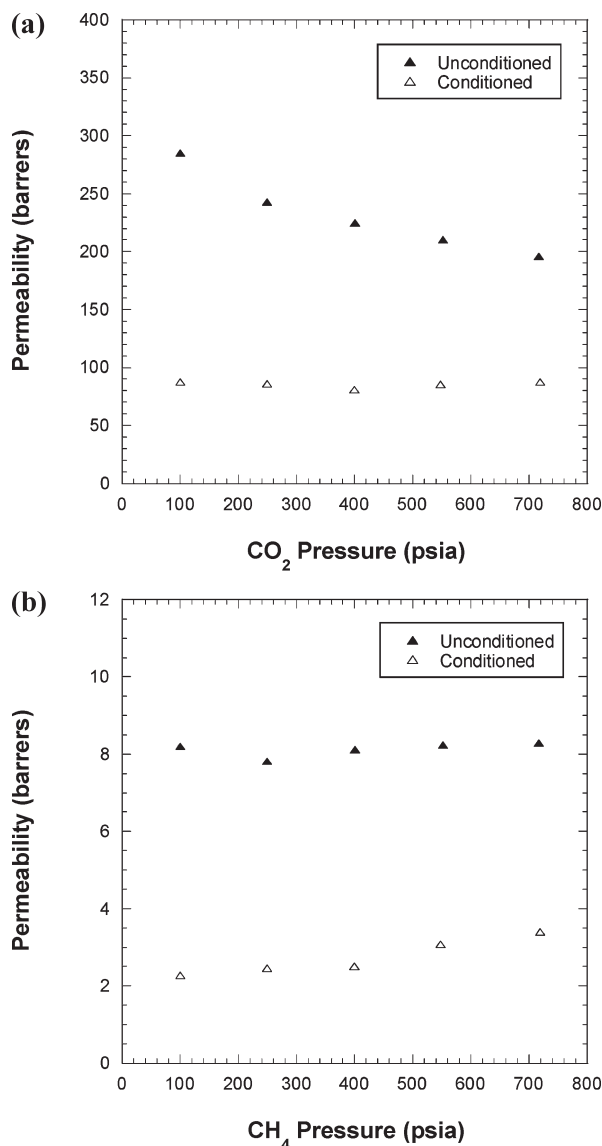 (a)
400
350
300
250
200
150
100
50
0
Permeability (barrers)
▲ Unconditioned
△ Conditioned
0 100 200 300 400 500 600 700 800
CO₂ Pressure (psia)
(b)
12
10
8
6
4
2
0
Permeability (barrers)
▲ Unconditioned
△ Conditioned
0 100 200 300 400 500 600 700 800
CH₄ Pressure (psia)